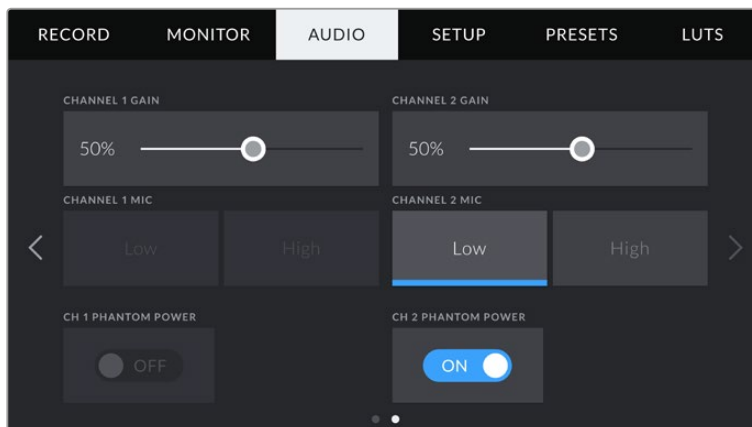 RECORD MONITOR AUDIO SETUP PRESETS LUTS
CHANNEL 1 GAIN CHANNEL 2 GAIN
50% 50%
CHANNEL 1 MIC CHANNEL 2 MIC
Low High Low High
CH 1 PHANTOM POWER CH 2 PHANTOM POWER
OFF ON